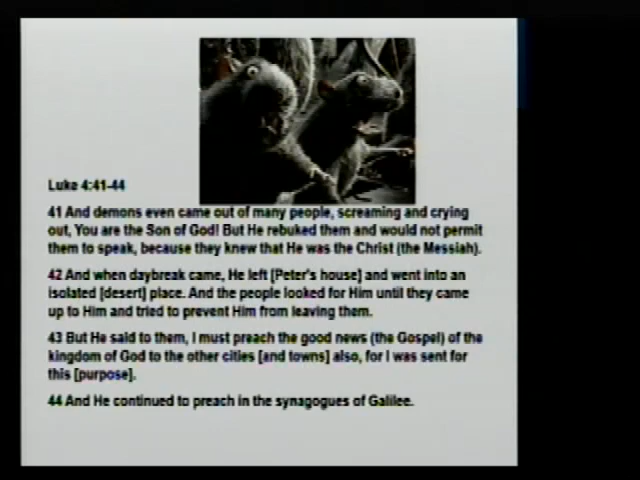 Luke 4:41-44
41 And demons even came out of many people, screaming and crying
out, You are the Son of God! But He rebuked them and would not permit
them to speak, because they knew that He was the Christ (the Messiah).
42 And when daybreak came, He left [Peter's house] and went into an
isolated [desert] place. And the people looked for Him until they came
up to Him and tried to prevent Him from leaving them.
43 But He said to them, I must preach the good news (the Gospel) of the
kingdom of God to the other cities [and towns] also, for I was sent for
this [purpose].
44 And He continued to preach in the synagogues of Galilee.